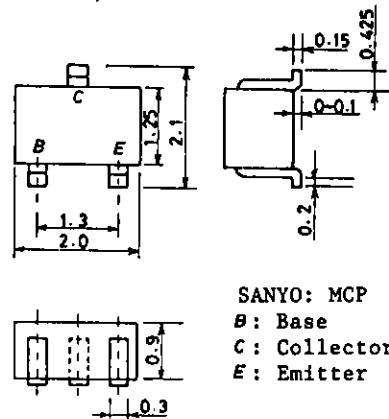 0.15
0.425
C
B
E
1.25
2.1
0~0.1
1.3
2.0
0.2
0.9
0.3
SANYO: MCP
B: Base
C: Collector
E: Emitter